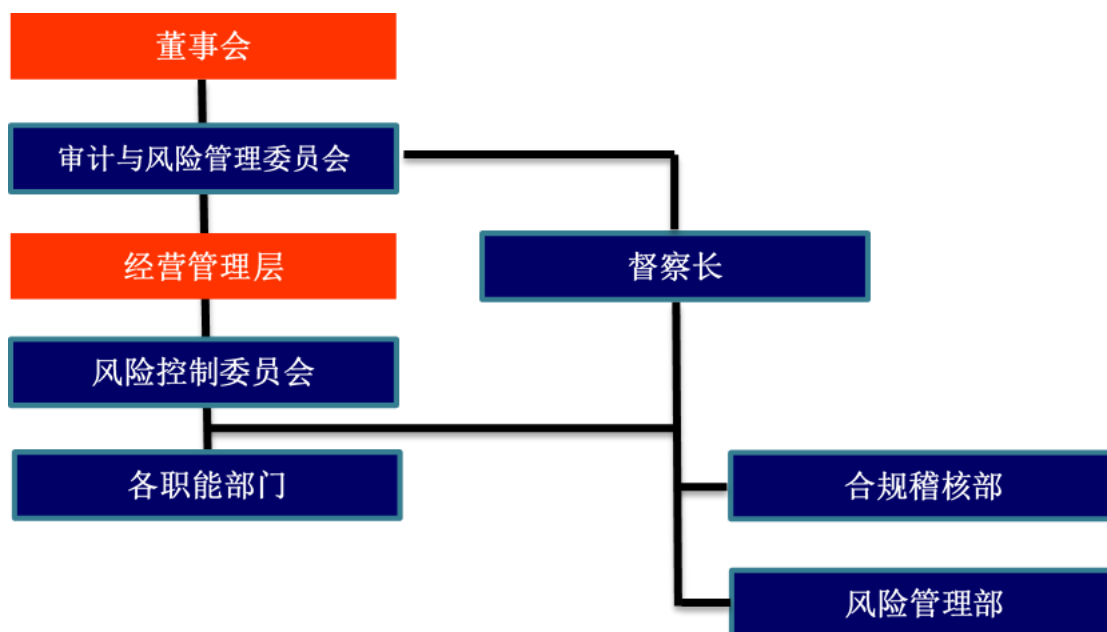 董事会
审计与风险管理委员会
经营管理层
督察长
风险控制委员会
各职能部门
合规稽核部
风险管理部